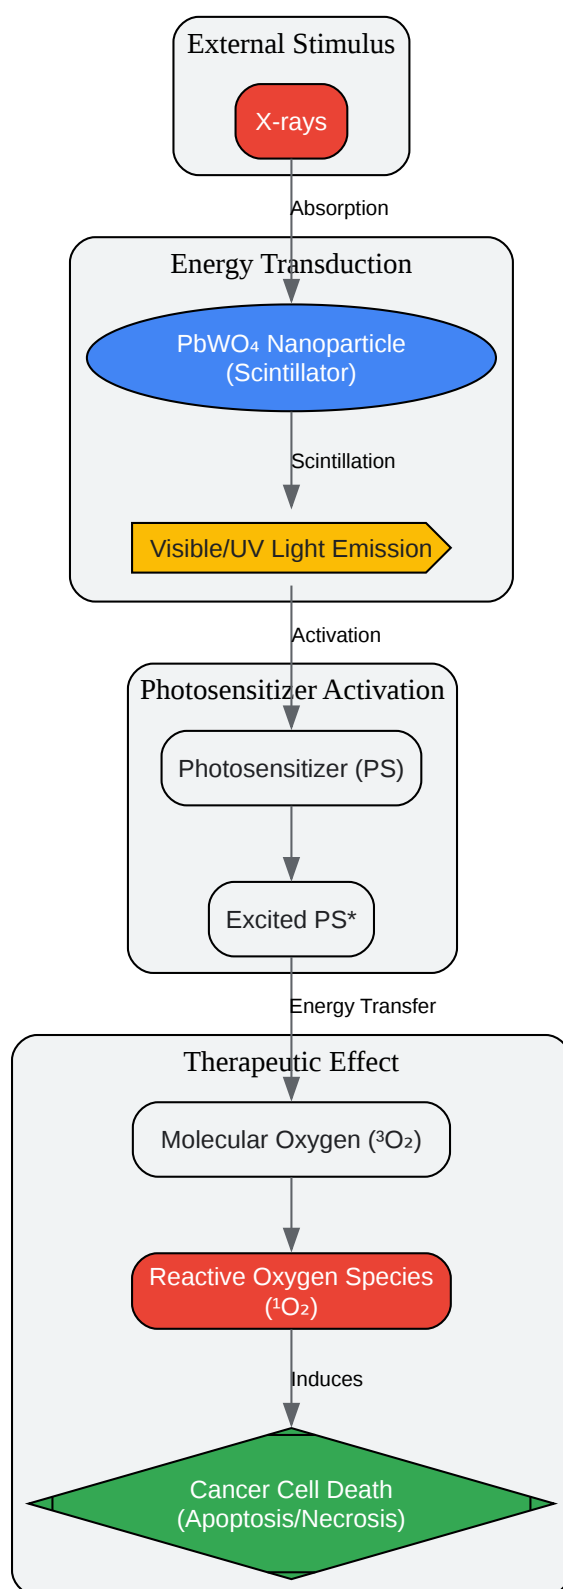 External Stimulus
X-rays
Absorption
Energy Transduction
PbWO₄ Nanoparticle
(Scintillator)
Scintillation
Visible/UV Light Emission
Activation
Photosensitizer Activation
Photosensitizer (PS)
Excited PS*
Energy Transfer
Therapeutic Effect
Molecular Oxygen (³O₂)
Reactive Oxygen Species
(¹O₂)
Induces
Cancer Cell Death
(Apoptosis/Necrosis)